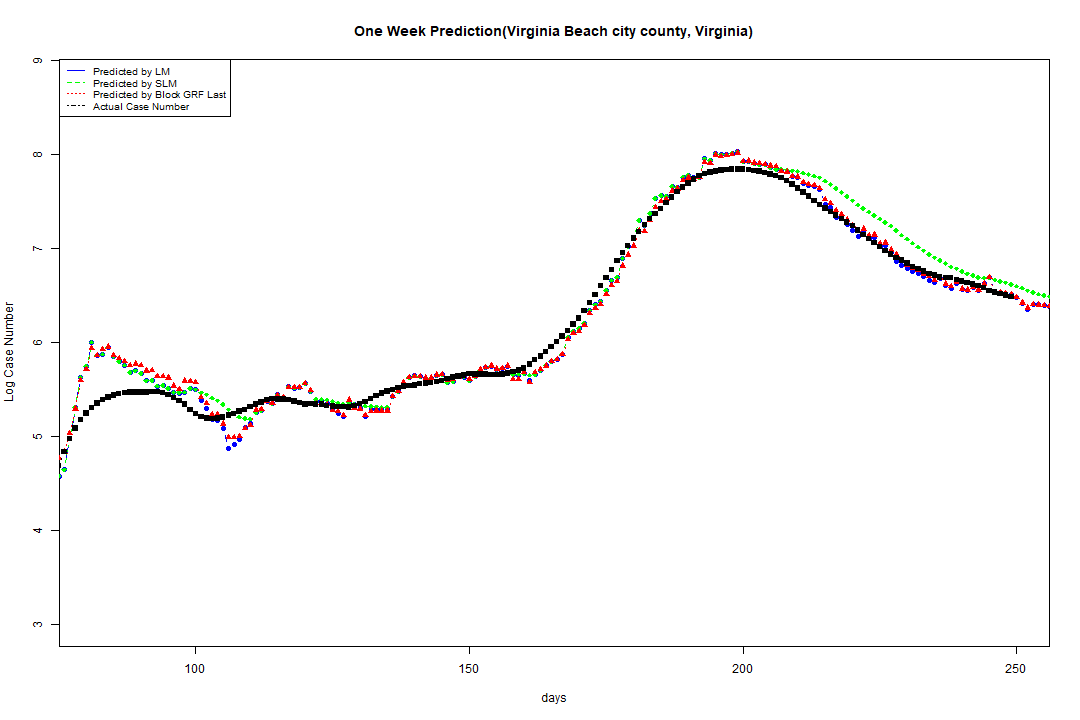 One Week Prediction(Virginia Beach city county, Virginia)
9
Predicted by LM
Predicted by SLM
Predicted by Block GRF Last
Actual Case Number
8
7
6
5
4
3
Log Case Number
100 150 200 250
days